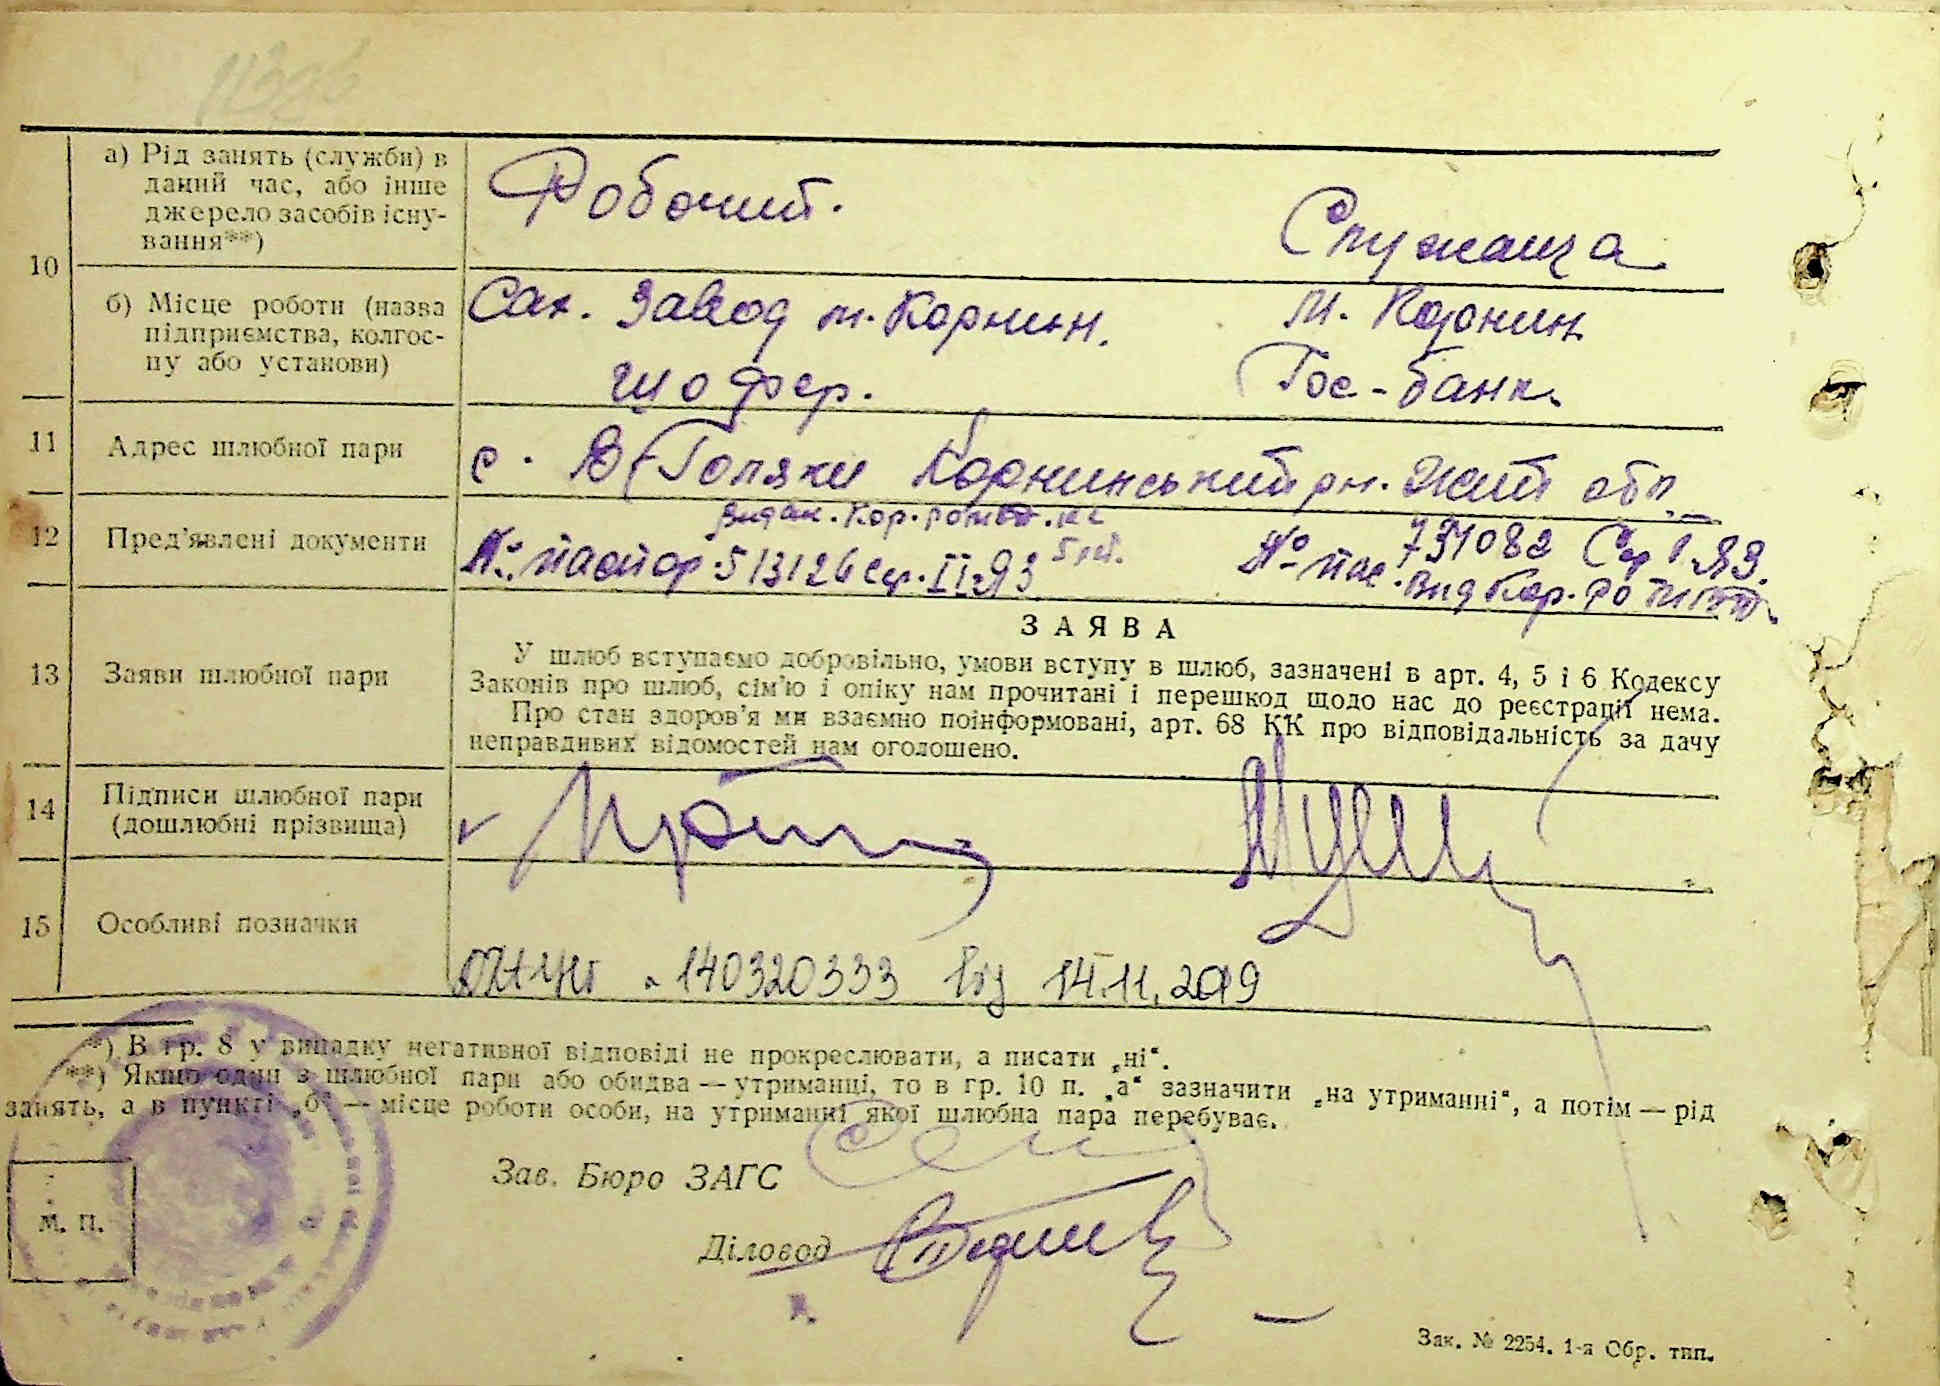 10
а) Рід занять (служби) в
даний час, або інше
джерело засобів існу-
вання**)
Робочий.
Служаща
б) Місце роботи (назва
підприємства, колгос-
пу або установи)
Сах. Завод м. Корнин.
шофер.
м. Корнин
Гос-банк.
11
Адрес шлюбної пари
с. В-Голяки Корнинський рн. Жит обл.
12
Пред'явлені документи
Видан. Кор.
№ паспор. 513126 Сер. II-ЯЗ 5 літ.
№ пас. 731082 Сер I-ЯЗ.
Вид Кор. РО
13
Заяви шлюбної пари
ЗАЯВА
У шлюб вступаємо добровільно, умови вступу в шлюб, зазначені в арт. 4, 5 і 6 Кодексу
Законів про шлюб, сім'ю і опіку нам прочитані і перешкод щодо нас до реєстрації нема.
Про стан здоров'я ми взаємно поінформовані, арт. 68 КК про відповідальність за дачу
неправдивих відомостей нам оголошено.
14
Підписи шлюбної пари
(дошлюбні прізвища)
15
Особливі позначки
140320333 від 14.11.2019
*) В гр. 8 у випадку негативної відповіді не прокреслювати, а писати „ні“.
**) Якщо один з шлюбної пари або обидва — утриманці, то в гр. 10 п. „а“ зазначити „на утриманні“, а потім — рід
занять, а в пункті „б“ — місце роботи особи, на утриманні якої шлюбна пара перебуває.
Зав. Бюро ЗАГС
м. п.
Діловод
Зак. № 2254. 1-я Обр. тип.